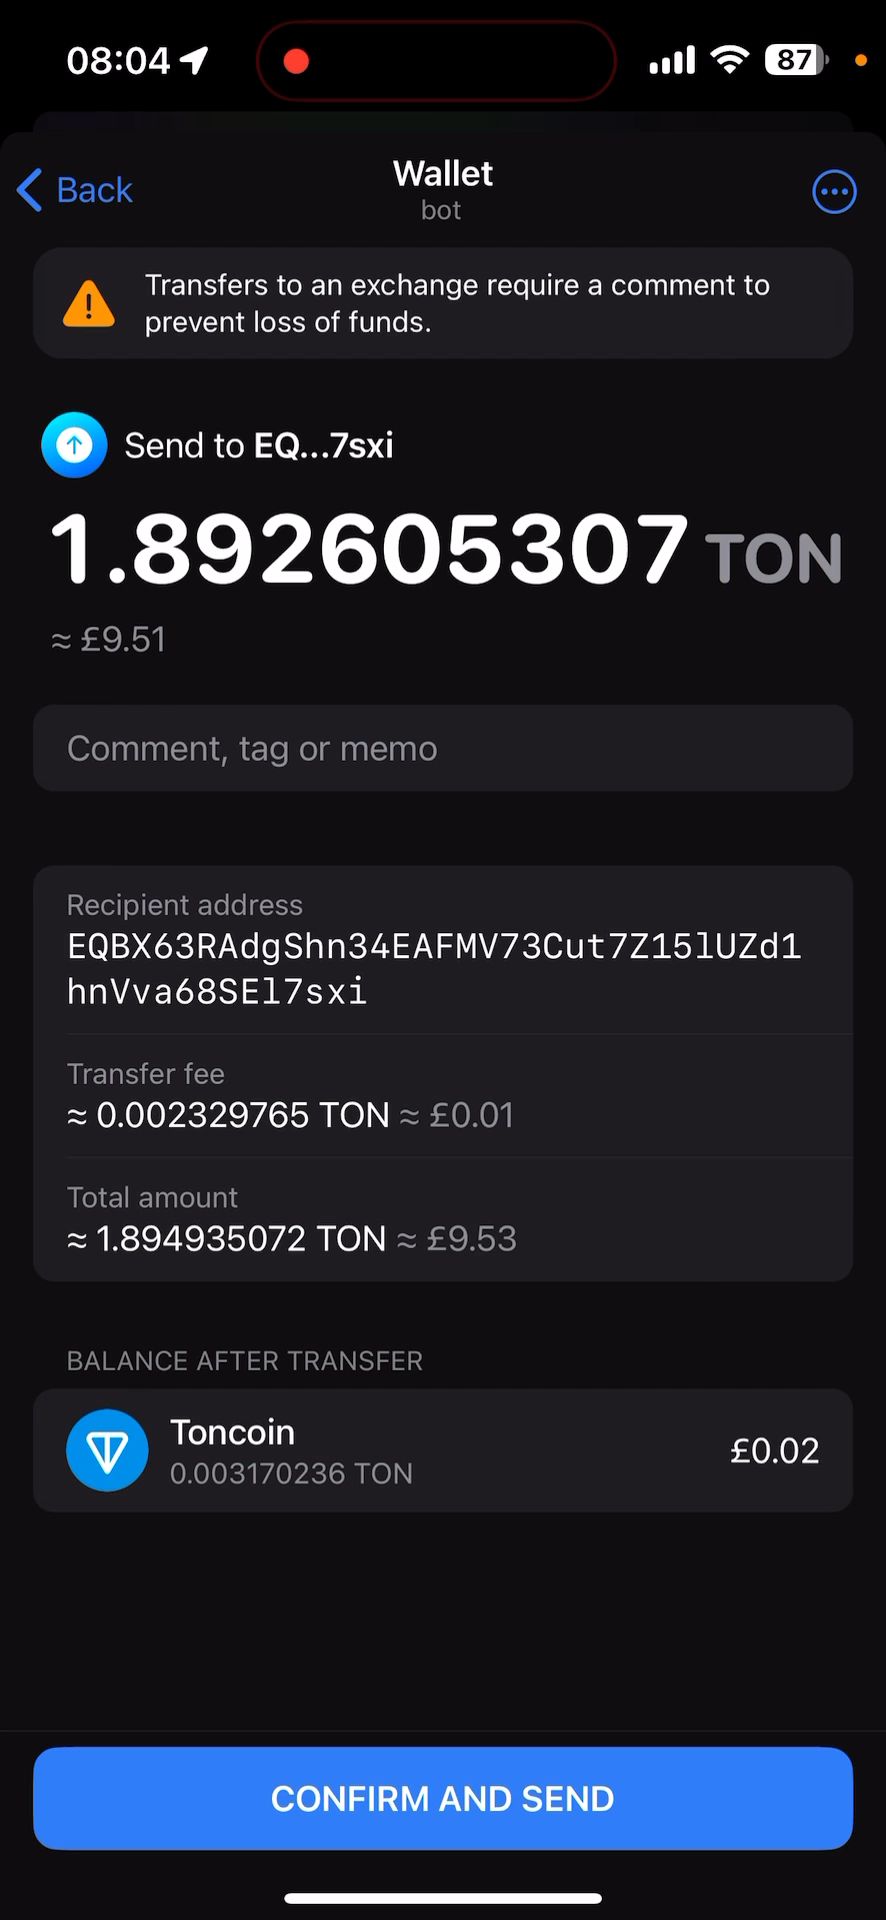 08:04
87
Back
Wallet
bot
Transfers to an exchange require a comment to
prevent loss of funds.
Send to EQ...7sxi
1.892605307 TON
≈ £9.51
Comment, tag or memo
Recipient address
EQBX63RAdgShn34EAFMV73Cut7Z15lUZd1
hnVva68SEl7sxi
Transfer fee
≈ 0.002329765 TON ≈ £0.01
Total amount
≈ 1.894935072 TON ≈ £9.53
BALANCE AFTER TRANSFER
Toncoin
0.003170236 TON
£0.02
CONFIRM AND SEND